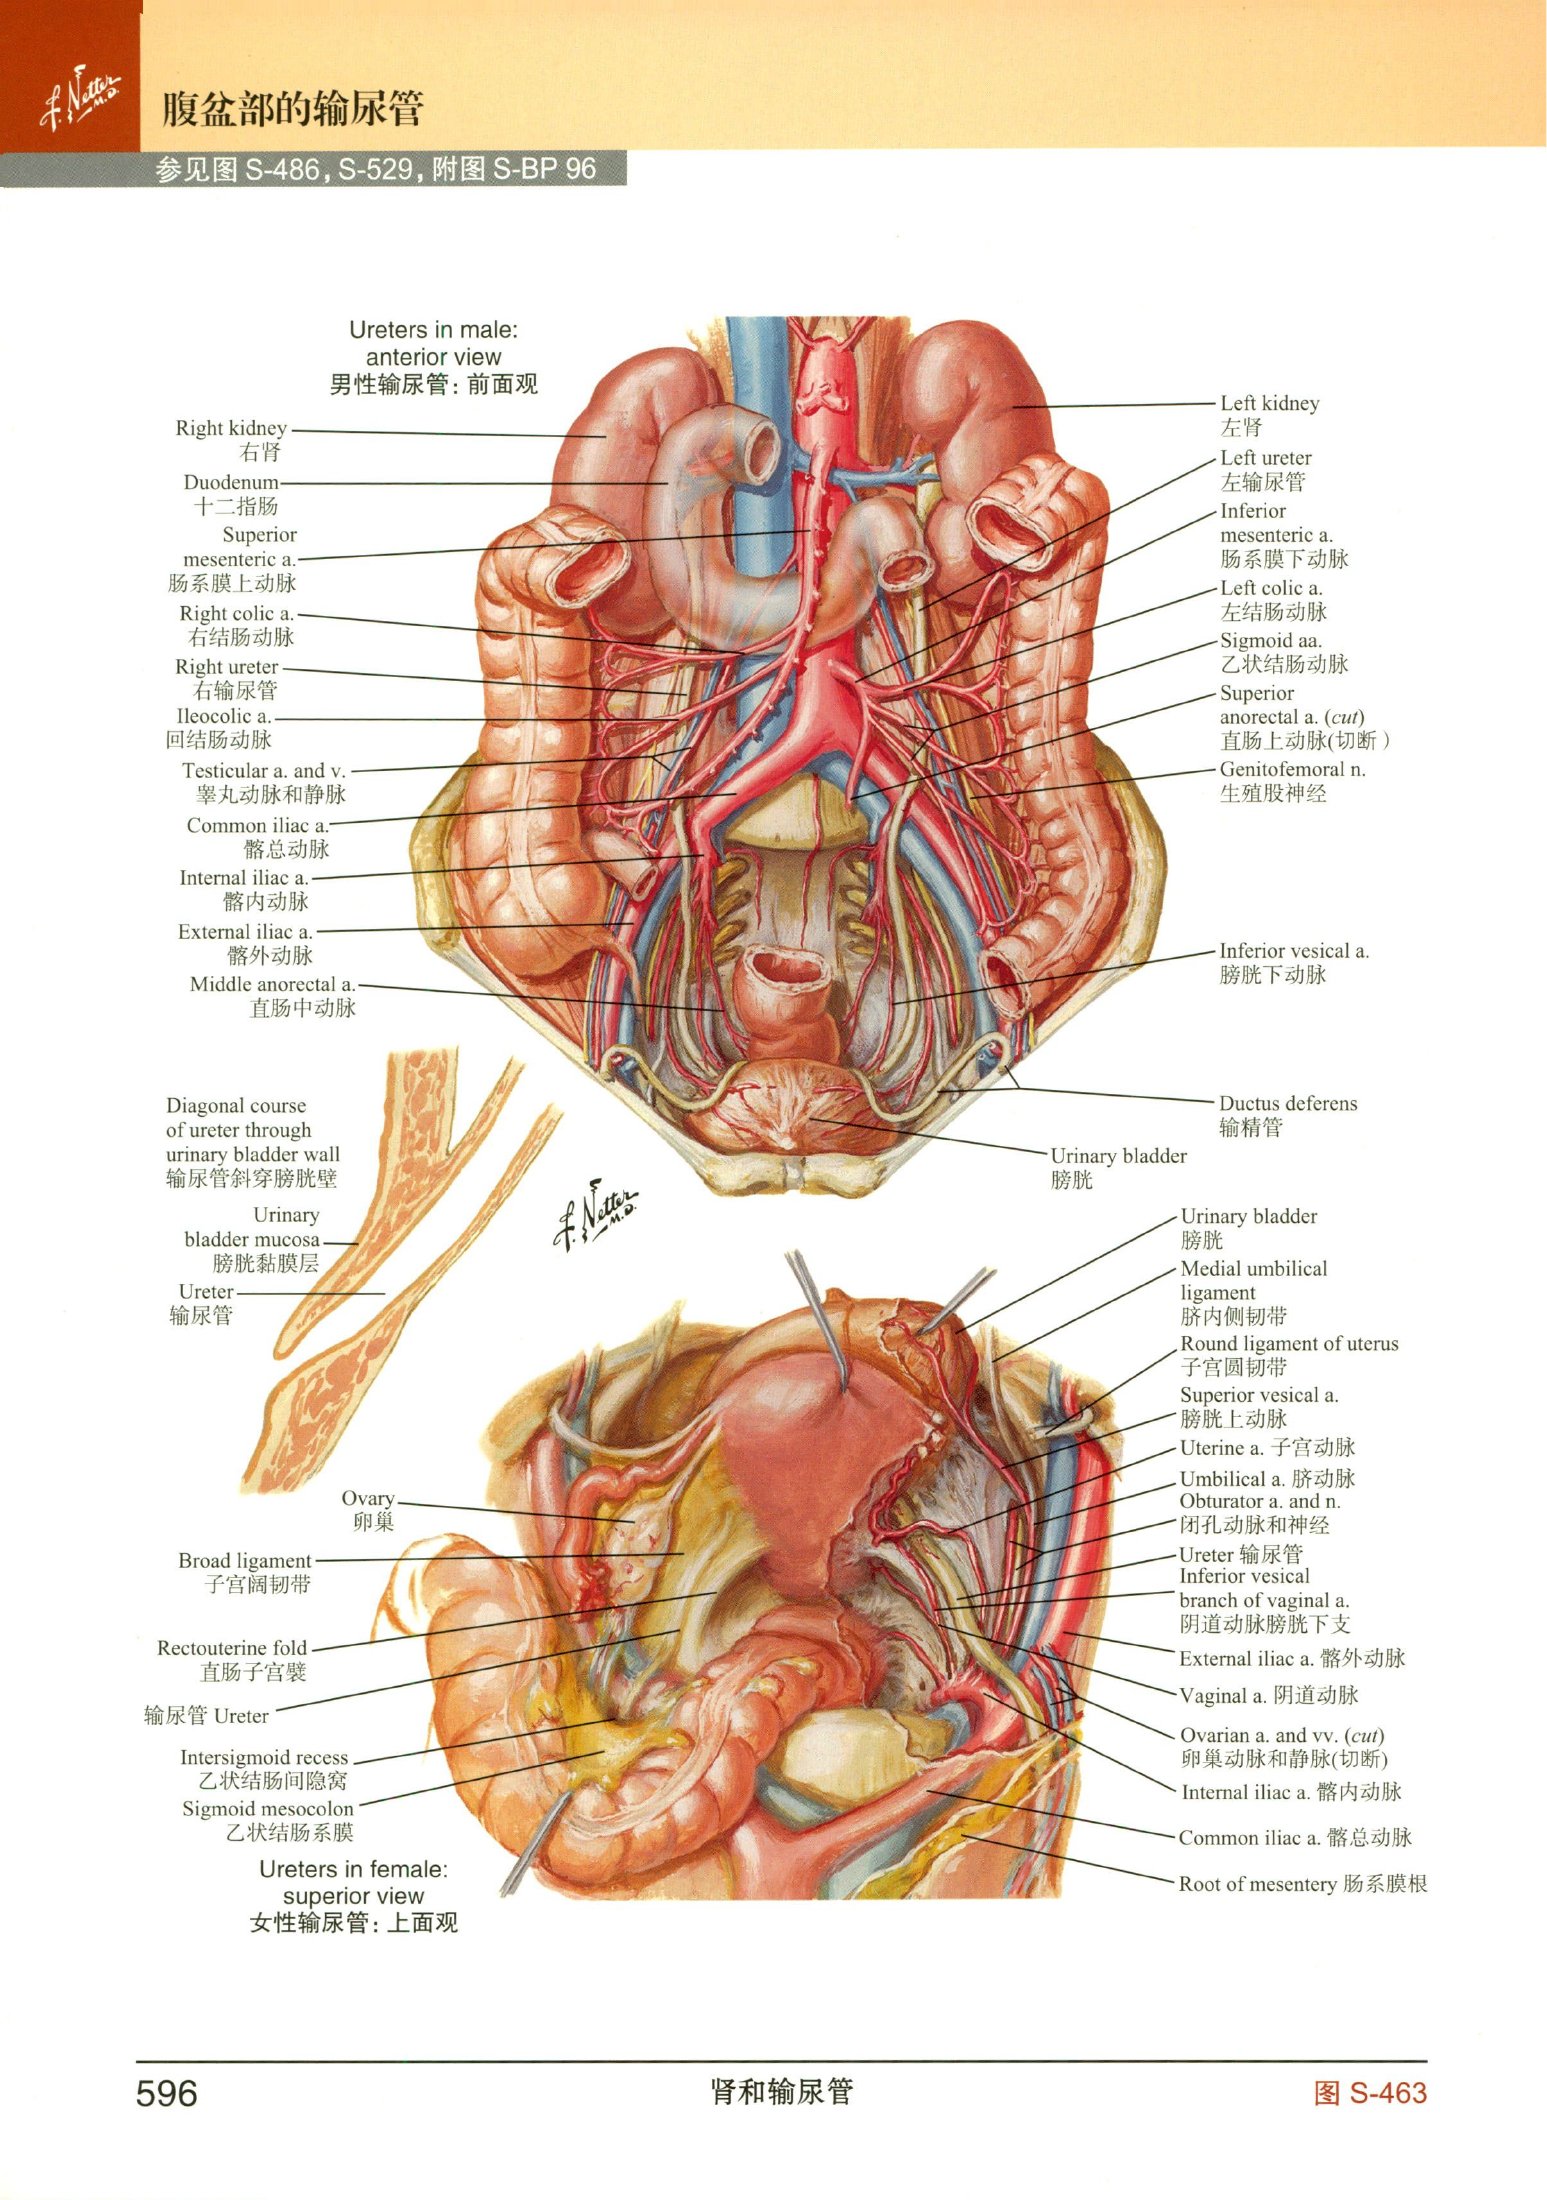 F. Netter M.D.
腹盆部的输尿管
参见图 S-486, S-529, 附图 S-BP 96
Ureters in male:
anterior view
男性输尿管: 前面观
Right kidney
右肾
Duodenum
十二指肠
Superior
mesenteric a.
肠系膜上动脉
Right colic a.
右结肠动脉
Right ureter
右输尿管
Ileocolic a.
回结肠动脉
Testicular a. and v.
睾丸动脉和静脉
Common iliac a.
髂总动脉
Internal iliac a.
髂内动脉
External iliac a.
髂外动脉
Middle anorectal a.
直肠中动脉
Left kidney
左肾
Left ureter
左输尿管
Inferior
mesenteric a.
肠系膜下动脉
Left colic a.
左结肠动脉
Sigmoid aa.
乙状结肠动脉
Superior
anorectal a. (cut)
直肠上动脉(切断)
Genitofemoral n.
生殖股神经
Inferior vesical a.
膀胱下动脉
Ductus deferens
输精管
Urinary bladder
膀胱
Diagonal course
of ureter through
urinary bladder wall
输尿管斜穿膀胱壁
Urinary
bladder mucosa
膀胱黏膜层
Ureter
输尿管
F. Netter M.D.
Urinary bladder
膀胱
Medial umbilical
ligament
脐内侧韧带
Round ligament of uterus
子宫圆韧带
Superior vesical a.
膀胱上动脉
Uterine a. 子宫动脉
Umbilical a. 脐动脉
Obturator a. and n.
闭孔动脉和神经
Ureter 输尿管
Inferior vesical
branch of vaginal a.
阴道动脉膀胱下支
External iliac a. 髂外动脉
Vaginal a. 阴道动脉
Ovarian a. and vv. (cut)
卵巢动脉和静脉(切断)
Internal iliac a. 髂内动脉
Common iliac a. 髂总动脉
Root of mesentery 肠系膜根
Ovary
卵巢
Broad ligament
子宫阔韧带
Rectouterine fold
直肠子宫襞
输尿管 Ureter
Intersigmoid recess
乙状结肠间隐窝
Sigmoid mesocolon
乙状结肠系膜
Ureters in female:
superior view
女性输尿管: 上面观
596
肾和输尿管
图 S-463